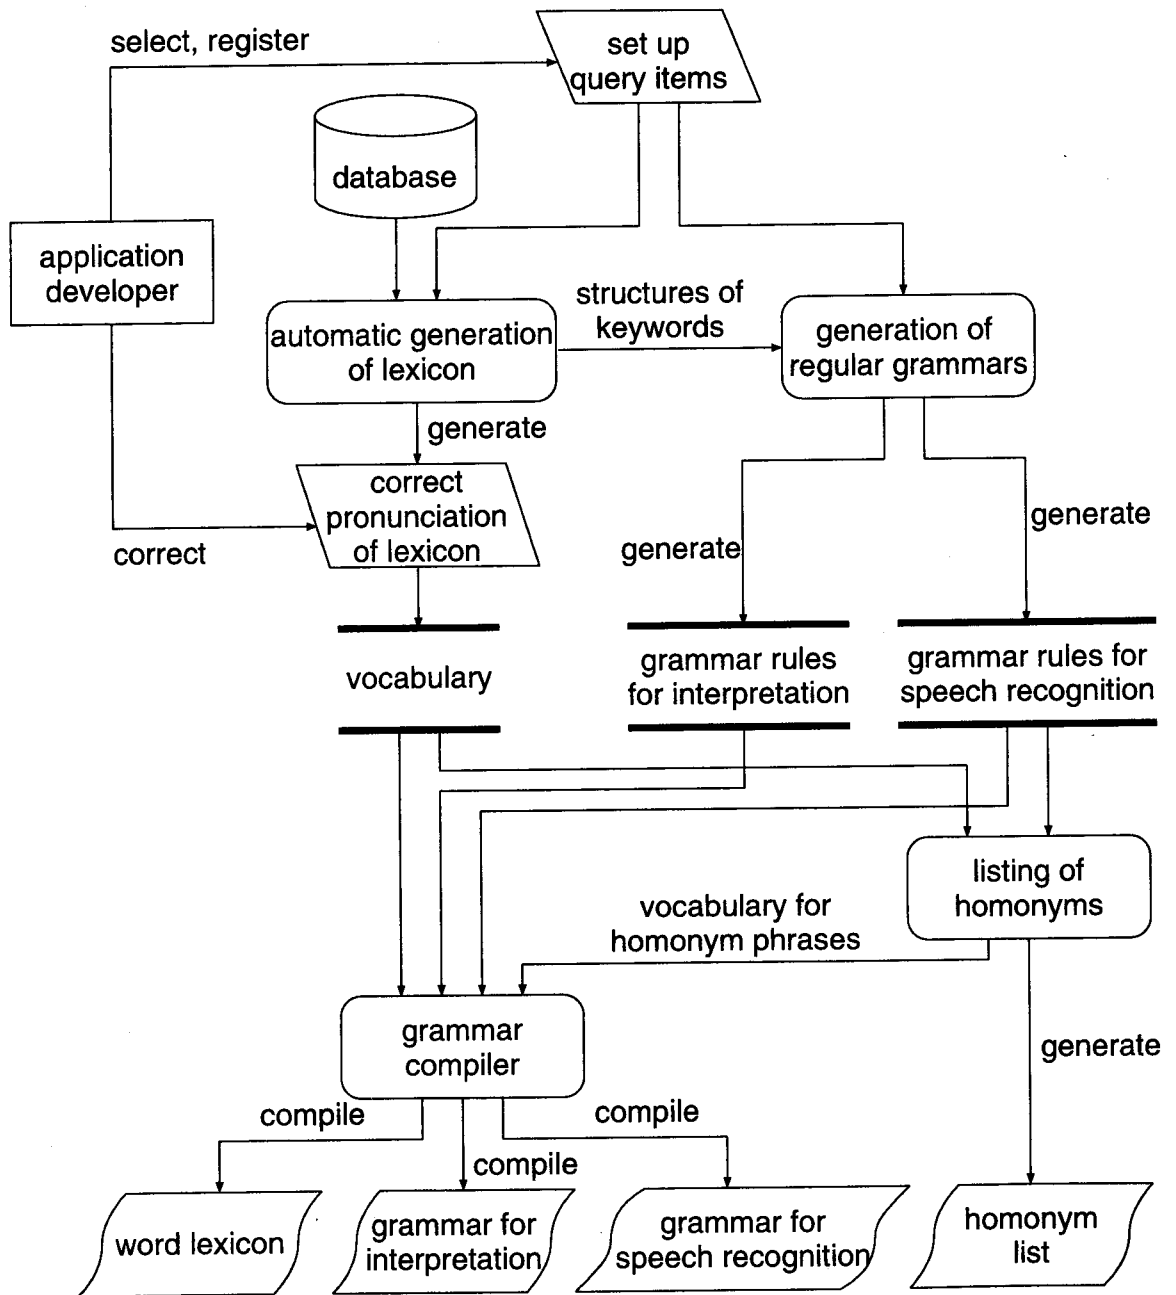 select, register
set up
query items
database
application
developer
structures of
keywords
automatic generation
of lexicon
generation of
regular grammars
generate
correct
pronunciation
of lexicon
correct
generate
generate
vocabulary
grammar rules
for interpretation
grammar rules for
speech recognition
listing of
homonyms
vocabulary for
homonym phrases
grammar
compiler
generate
compile
compile
compile
word lexicon
grammar for
interpretation
grammar for
speech recognition
homonym
list